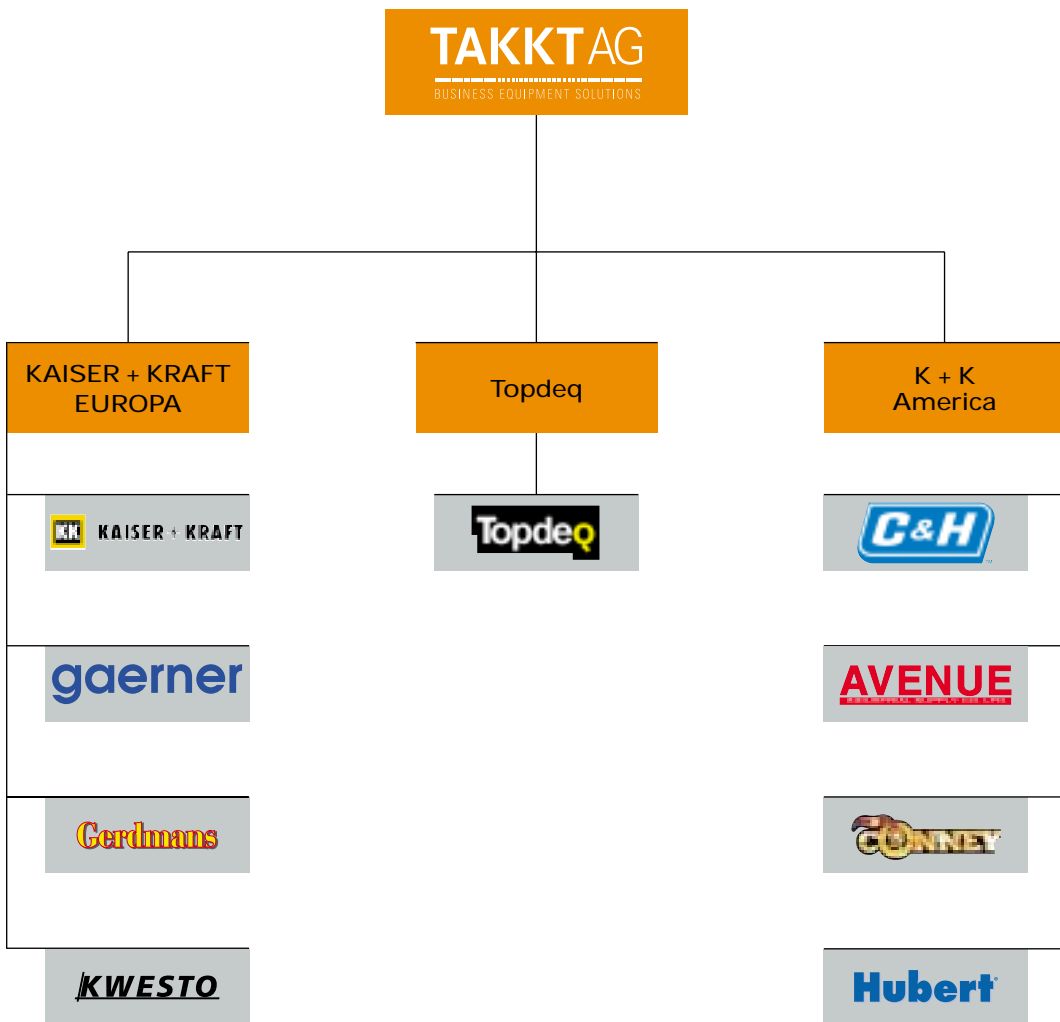 TAKKT AG
BUSINESS EQUIPMENT SOLUTIONS
KAISER + KRAFT
EUROPA
Topdeq
K + K
America
KK KAISER + KRAFT
TopdeQ
C&H
gaerner
AVENUE
Gerdmans
CONNEY
KWESTO
Hubert